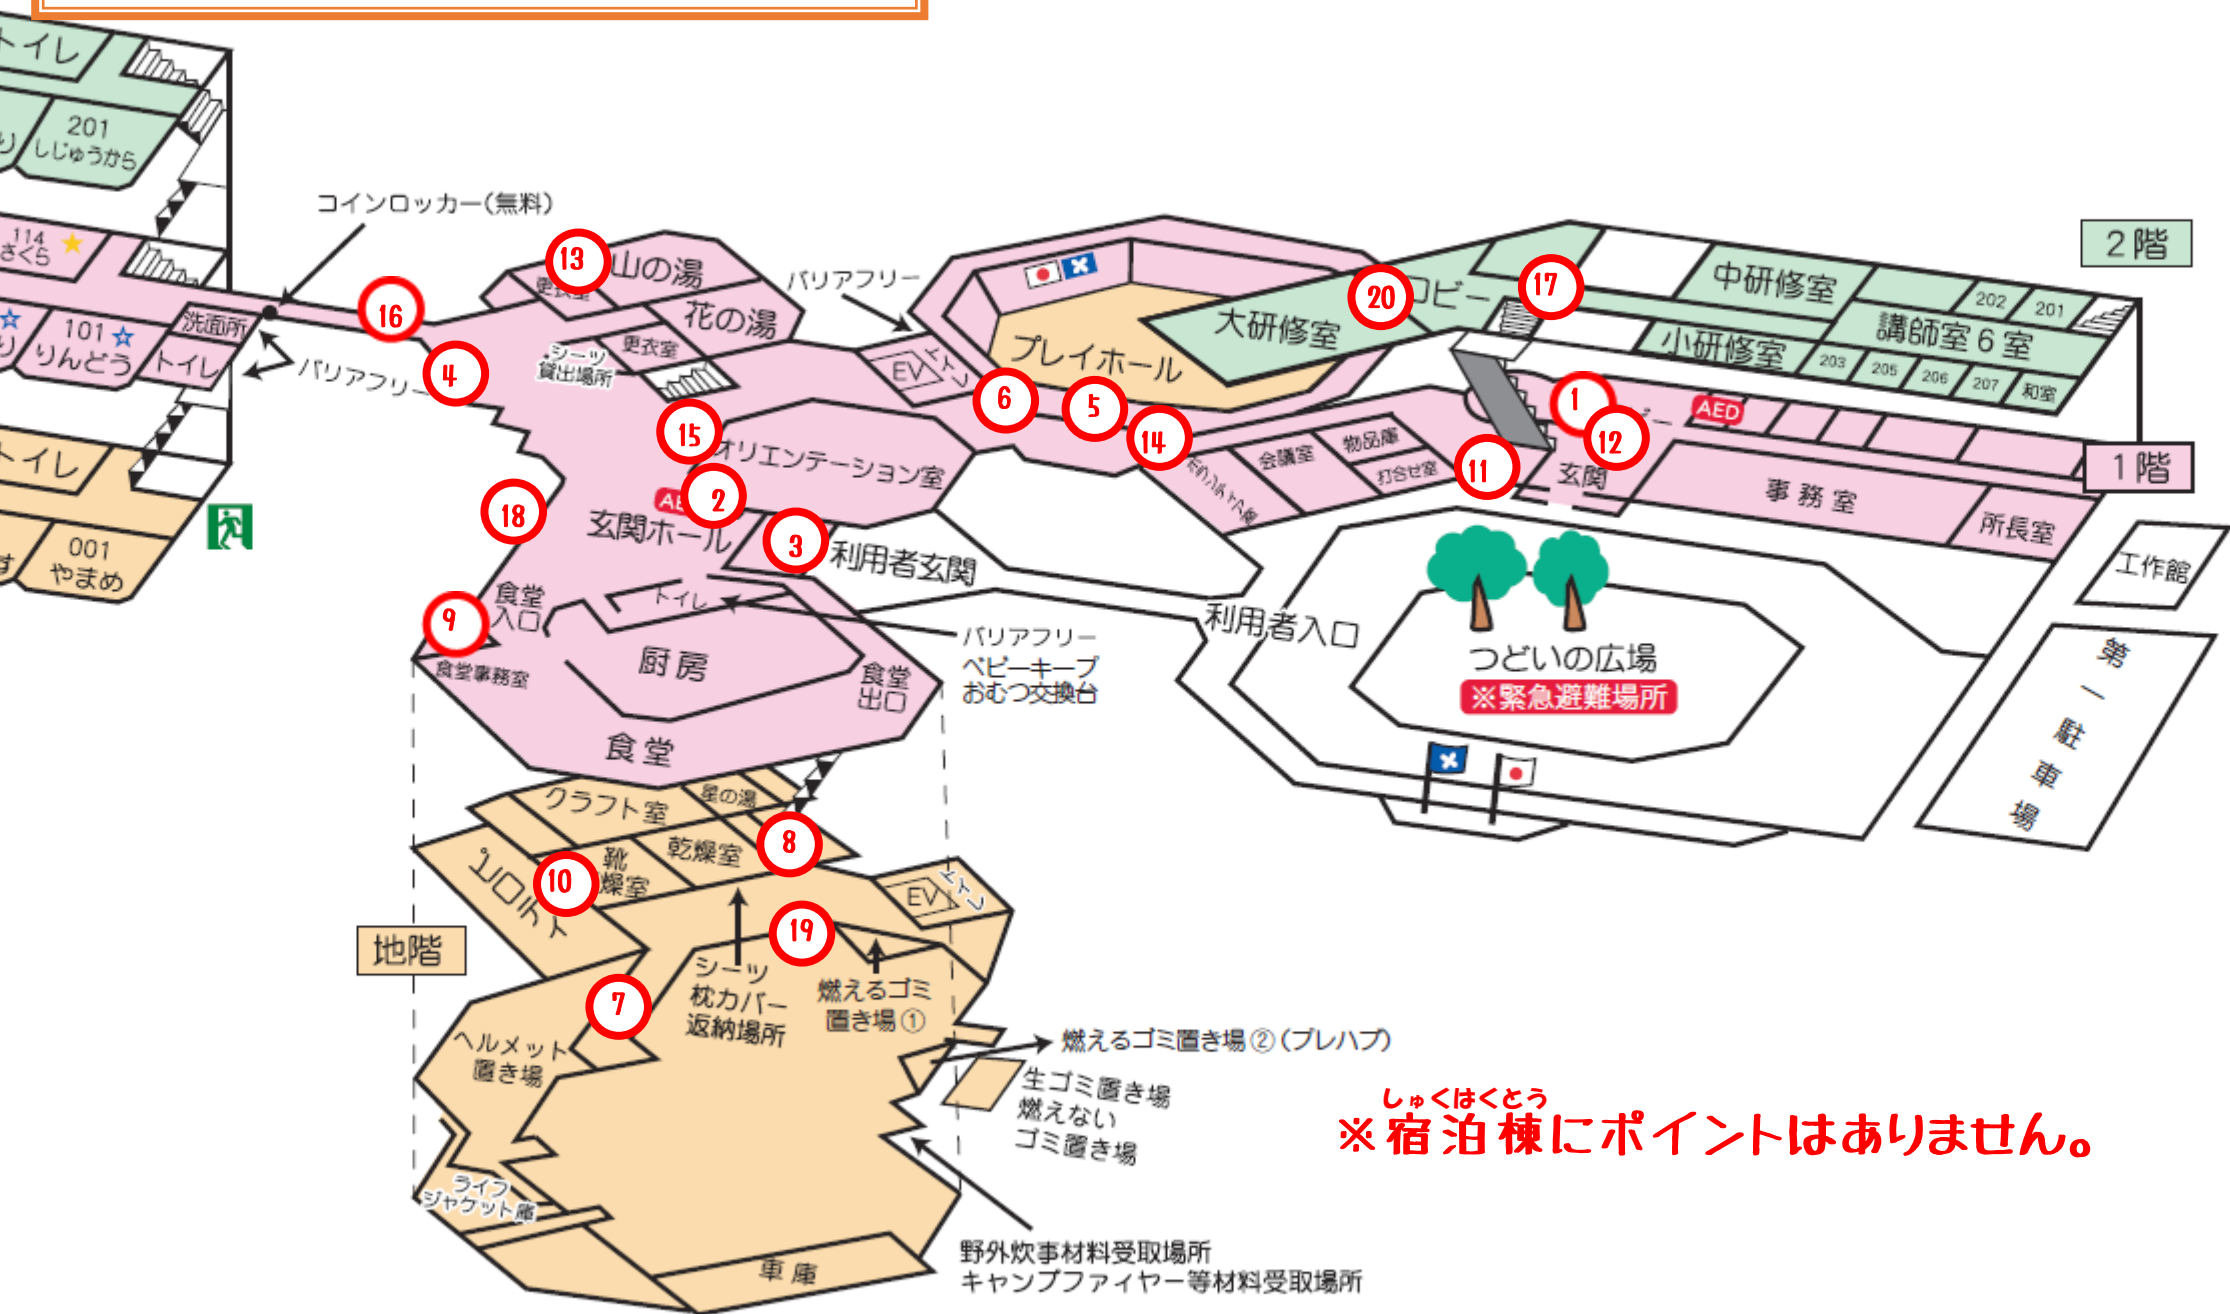 トイレ
201
しじゅうから
り
コインロッカー(無料)
114
さくら
洗面所
101
りんどう
り
トイレ
バリアフリー
16
4
13
山の湯
更衣室
花の湯
更衣室
シーツ
貸出場所
バリアフリー
EV
トイレ
プレイホール
大研修室
20
ロビー
17
中研修室
小研修室
講師室6室
202
201
203
205
206
207
和室
2階
6
5
14
15
オリエンテーション室
2
18
玄関ホール
3
利用者玄関
会議室
物品庫
打合せ室
11
1
12
AED
玄関
事務室
所長室
1階
工作館
トイレ
001
やまめ
す
食堂
入口
9
トイレ
厨房
食堂事務室
食堂
出口
食堂
バリアフリー
ベビーキープ
おむつ交換台
利用者入口
つどいの広場
※緊急避難場所
第一駐車場
クラフト室
星の湯
乾燥室
8
靴
燥室
10
ピロティ
EV
トイレ
地階
19
7
シーツ
枕カバー
返納場所
燃えるゴミ
置き場①
ヘルメット
置き場
燃えるゴミ置き場②(プレハブ)
生ゴミ置き場
燃えない
ゴミ置き場
ライフ
ジャケット庫
車庫
野外炊事材料受取場所
キャンプファイヤー等材料受取場所
しゅくはくとう
※宿泊棟にポイントはありません。